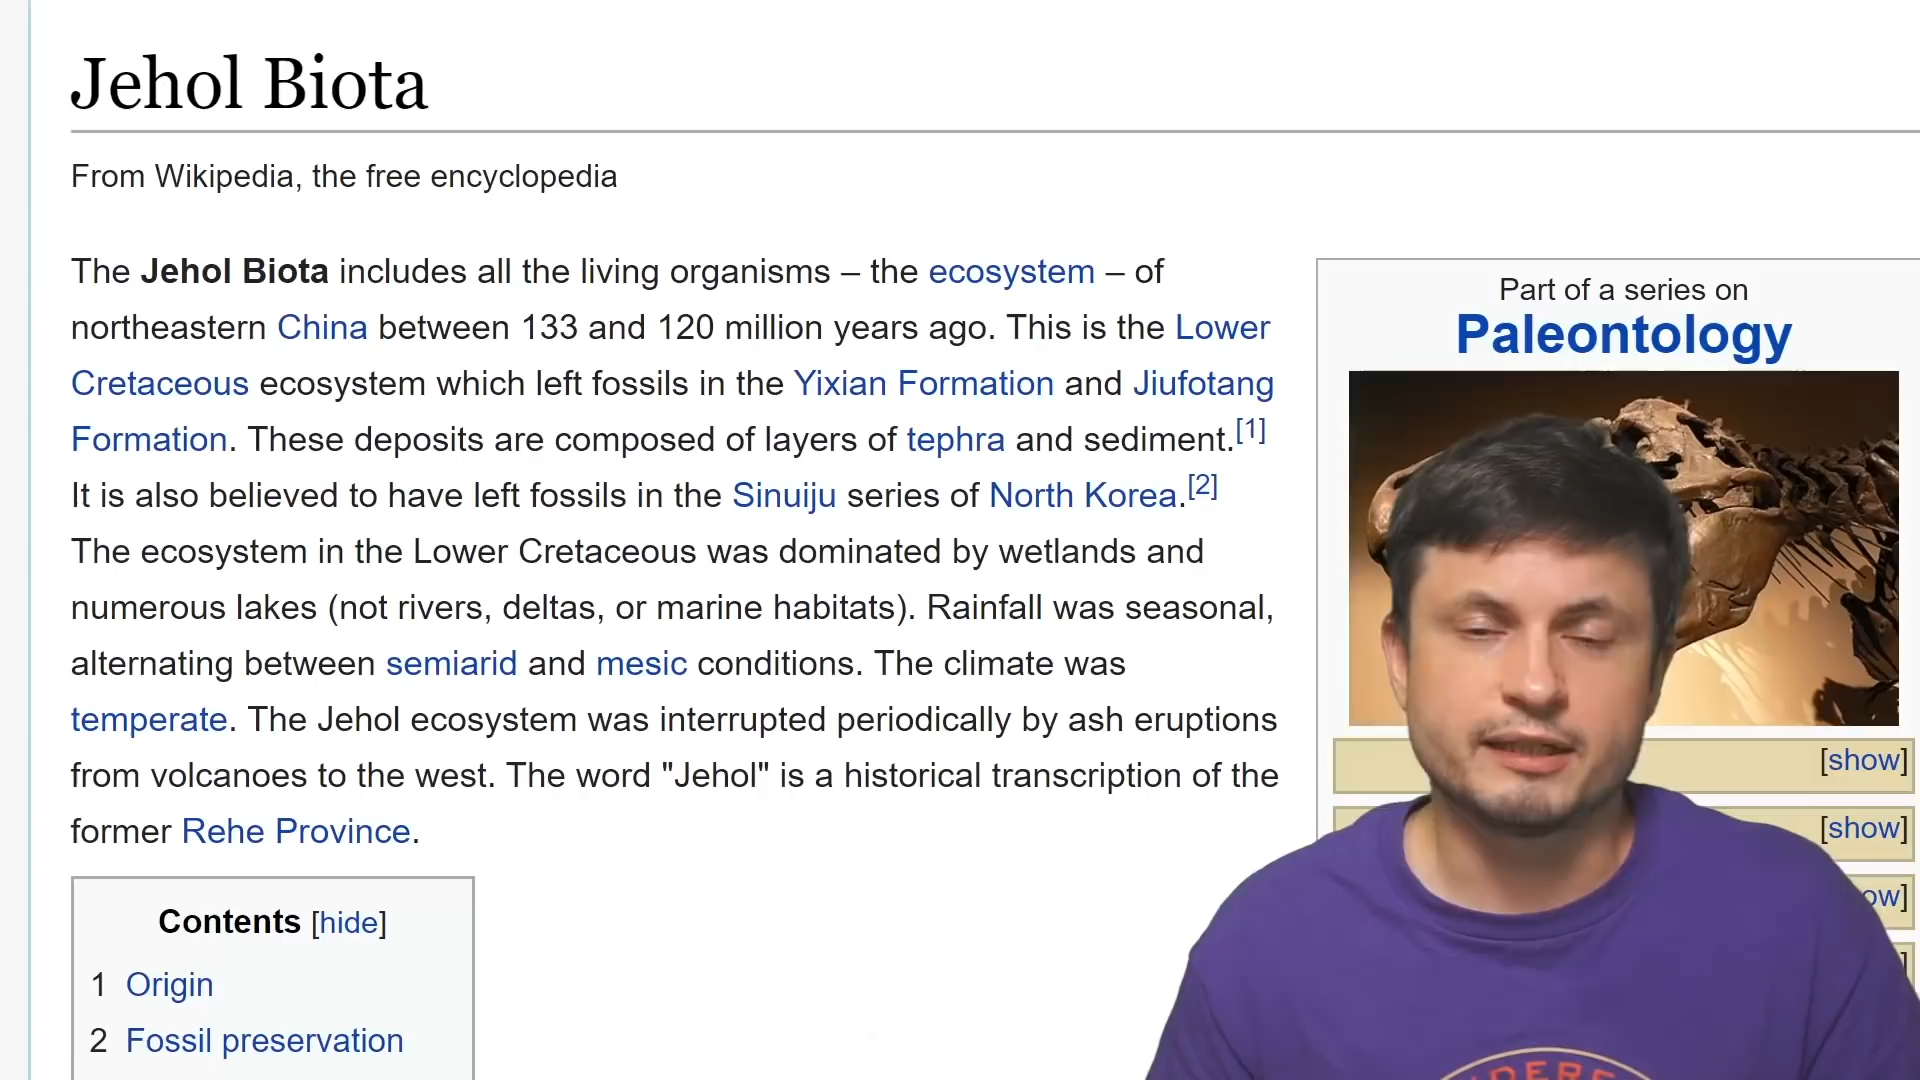 Jehol Biota
From Wikipedia, the free encyclopedia
The Jehol Biota includes all the living organisms – the ecosystem – of
northeastern China between 133 and 120 million years ago. This is the Lower
Cretaceous ecosystem which left fossils in the Yixian Formation and Jiufotang
Formation. These deposits are composed of layers of tephra and sediment.[1]
It is also believed to have left fossils in the Sinuiju series of North Korea.[2]
The ecosystem in the Lower Cretaceous was dominated by wetlands and
numerous lakes (not rivers, deltas, or marine habitats). Rainfall was seasonal,
alternating between semiarid and mesic conditions. The climate was
temperate. The Jehol ecosystem was interrupted periodically by ash eruptions
from volcanoes to the west. The word "Jehol" is a historical transcription of the
former Rehe Province.
Contents [hide]
1 Origin
2 Fossil preservation
Part of a series on
Paleontology
[show]
[show]